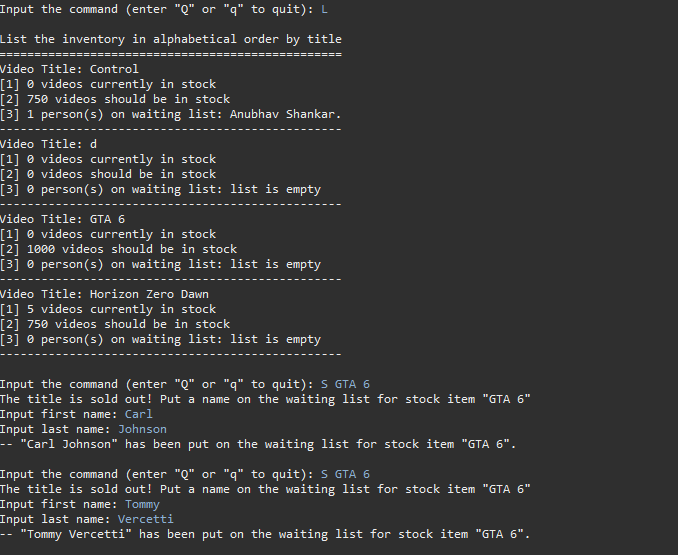 Input the command (enter "Q" or "q" to quit): L
List the inventory in alphabetical order by title
=================================================
Video Title: Control
[1] 0 videos currently in stock
[2] 750 videos should be in stock
[3] 1 person(s) on waiting list: Anubhav Shankar.
-------------------------------------------------
Video Title: d
[1] 0 videos currently in stock
[2] 0 videos should be in stock
[3] 0 person(s) on waiting list: list is empty
-------------------------------------------------
Video Title: GTA 6
[1] 0 videos currently in stock
[2] 1000 videos should be in stock
[3] 0 person(s) on waiting list: list is empty
-------------------------------------------------
Video Title: Horizon Zero Dawn
[1] 5 videos currently in stock
[2] 750 videos should be in stock
[3] 0 person(s) on waiting list: list is empty
-------------------------------------------------
Input the command (enter "Q" or "q" to quit): S GTA 6
The title is sold out! Put a name on the waiting list for stock item "GTA 6"
Input first name: Carl
Input last name: Johnson
-- "Carl Johnson" has been put on the waiting list for stock item "GTA 6".
Input the command (enter "Q" or "q" to quit): S GTA 6
The title is sold out! Put a name on the waiting list for stock item "GTA 6"
Input first name: Tommy
Input last name: Vercetti
-- "Tommy Vercetti" has been put on the waiting list for stock item "GTA 6".